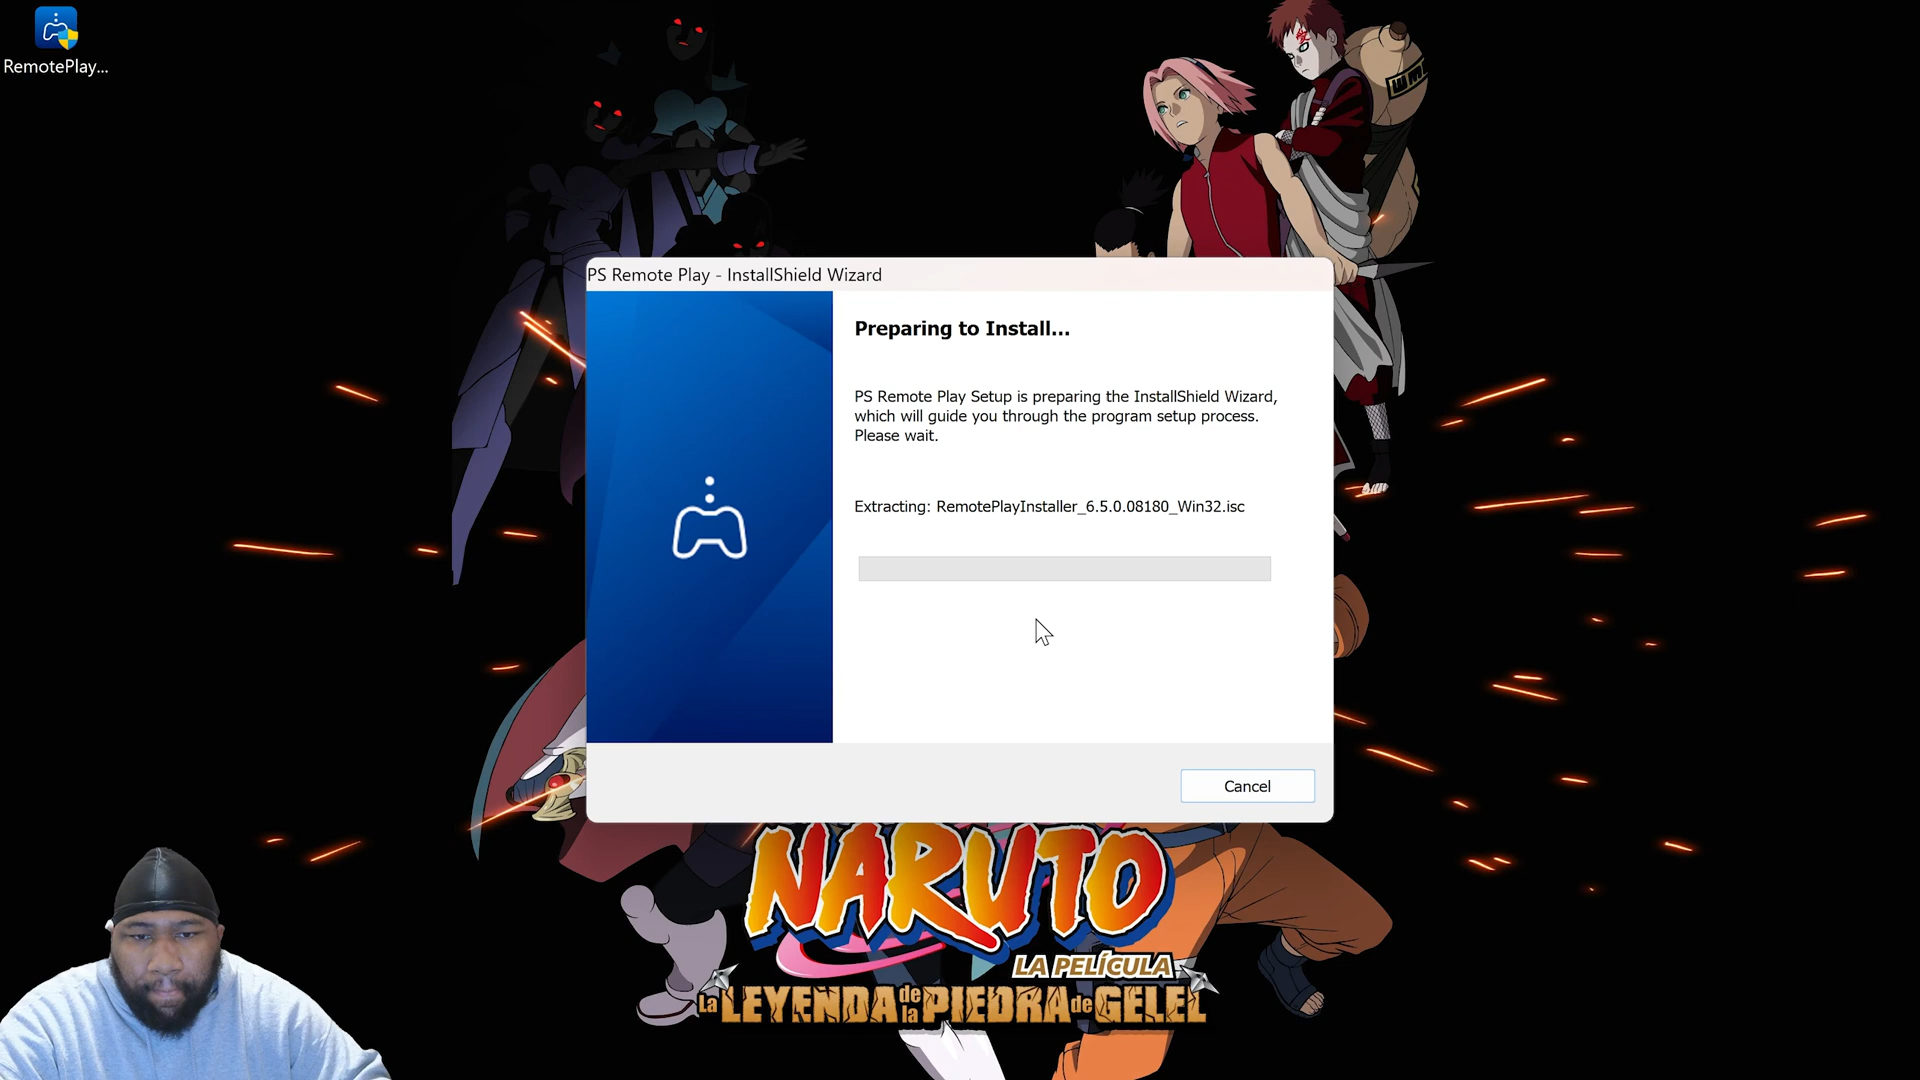 RemotePlay...
PS Remote Play - InstallShield Wizard
Preparing to Install...
PS Remote Play Setup is preparing the InstallShield Wizard,
which will guide you through the program setup process.
Please wait.
Extracting: RemotePlayInstaller_6.5.0.08180_Win32.isc
Cancel
NARUTO
LA PELÍCULA
La LEYENDA de la PIEDRA de GELEL